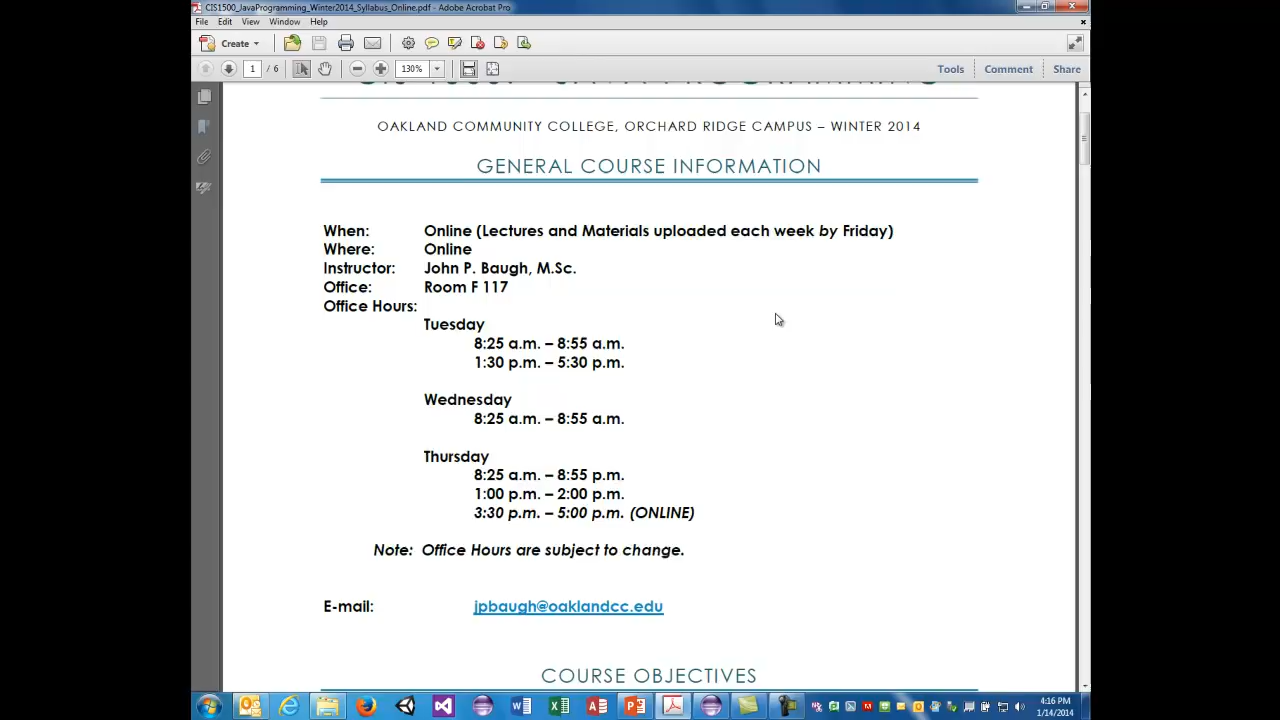 CIS1500_JavaProgramming_Winter2014_Syllabus_Online.pdf - Adobe Acrobat Pro
File Edit View Window Help
Create
1 / 6 130% Tools Comment Share
OAKLAND COMMUNITY COLLEGE, ORCHARD RIDGE CAMPUS – WINTER 2014
GENERAL COURSE INFORMATION
When: Online (Lectures and Materials uploaded each week by Friday)
Where: Online
Instructor: John P. Baugh, M.Sc.
Office: Room F 117
Office Hours:
Tuesday
8:25 a.m. – 8:55 a.m.
1:30 p.m. – 5:30 p.m.
Wednesday
8:25 a.m. – 8:55 a.m.
Thursday
8:25 a.m. – 8:55 p.m.
1:00 p.m. – 2:00 p.m.
3:30 p.m. – 5:00 p.m. (ONLINE)
Note: Office Hours are subject to change.
E-mail: jpbaugh@oaklandcc.edu
COURSE OBJECTIVES
4:16 PM
1/14/2014